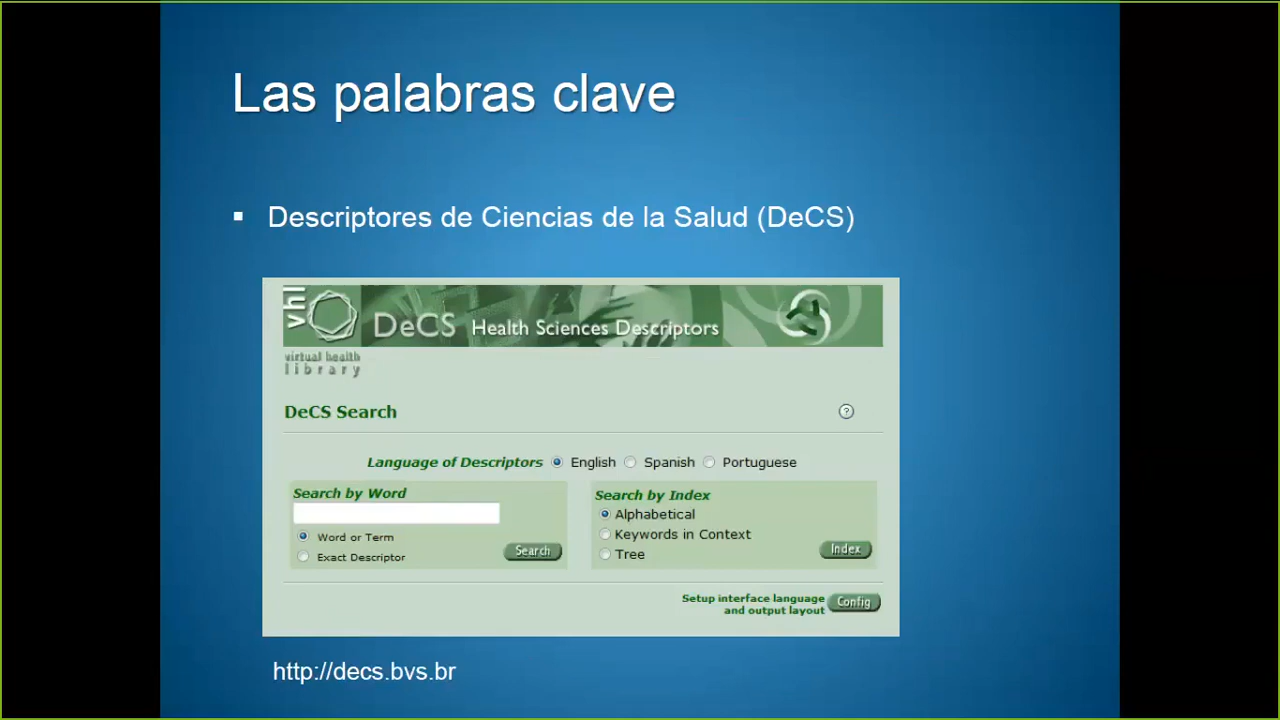 Las palabras clave
▪ Descriptores de Ciencias de la Salud (DeCS)
vhl
DeCS Health Sciences Descriptors
virtual health
library
DeCS Search
?
Language of Descriptors English Spanish Portuguese
Search by Word
Word or Term
Exact Descriptor
Search
Search by Index
Alphabetical
Keywords in Context
Tree
Index
Setup interface language
and output layout
Config
http://decs.bvs.br